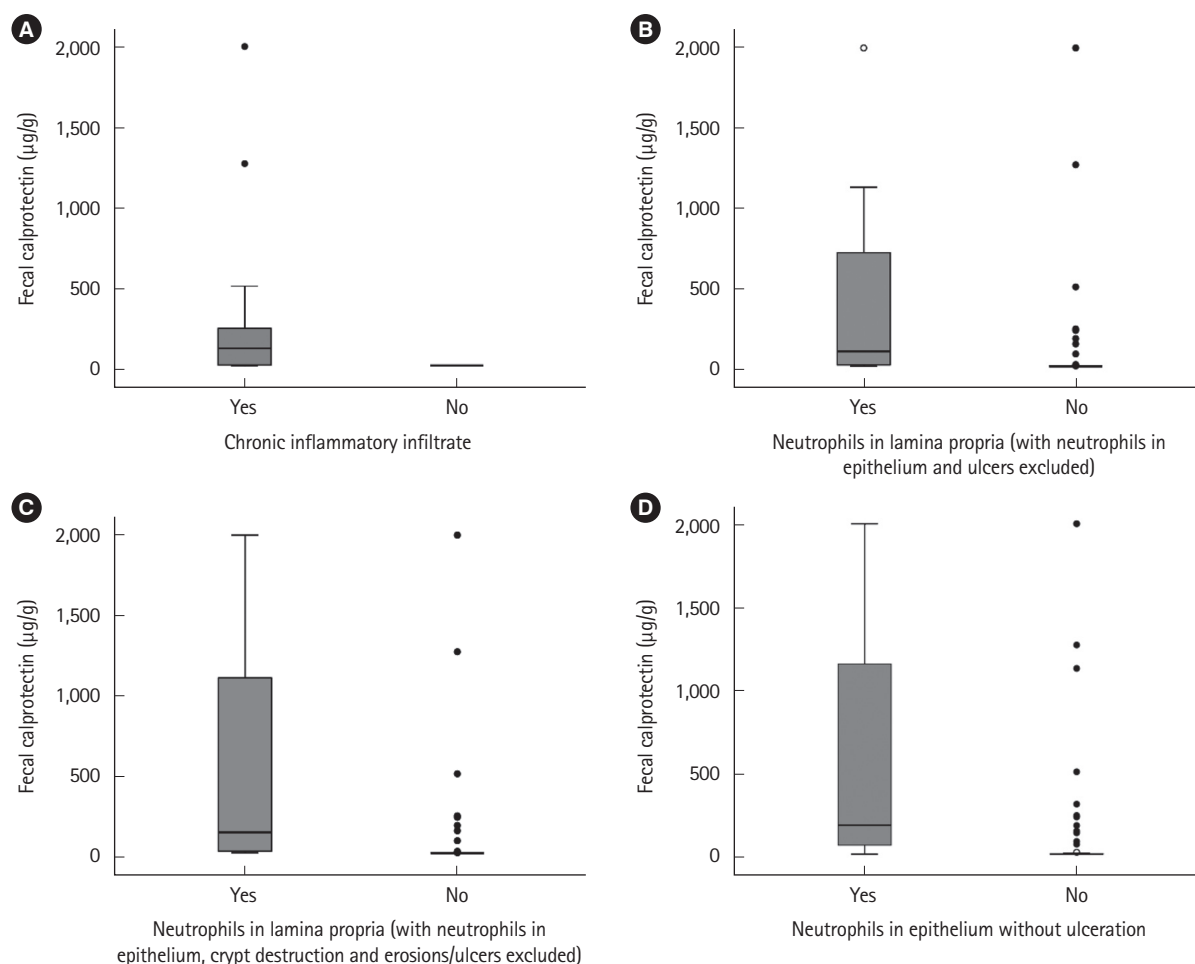 A
Fecal calprotectin (µg/g)
2,000
1,500
1,000
500
0
Yes
No
Chronic inflammatory infiltrate
B
Fecal calprotectin (µg/g)
2,000
1,500
1,000
500
0
Yes
No
Neutrophils in lamina propria (with neutrophils in
epithelium and ulcers excluded)
C
Fecal calprotectin (µg/g)
2,000
1,500
1,000
500
0
Yes
No
Neutrophils in lamina propria (with neutrophils in
epithelium, crypt destruction and erosions/ulcers excluded)
D
Fecal calprotectin (µg/g)
2,000
1,500
1,000
500
0
Yes
No
Neutrophils in epithelium without ulceration